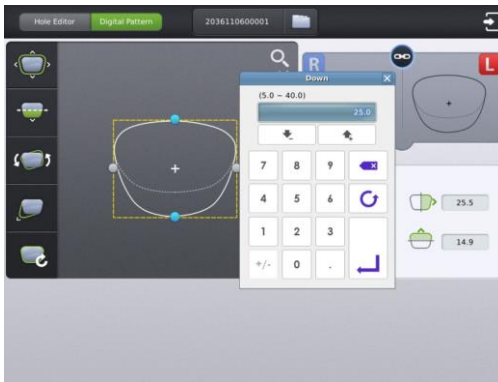 Hole Editor
Digital Pattern
2036110600001
R
L
Down
(5.0 ~ 40.0)
25.0
7 8 9
4 5 6
1 2 3
+/- 0 .
25.5
14.9